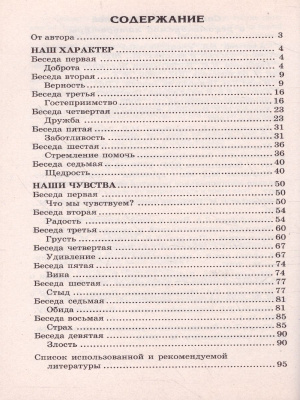 СОДЕРЖАНИЕ
От автора 3
НАШ ХАРАКТЕР 4
Беседа первая 4
Доброта 4
Беседа вторая 9
Верность 9
Беседа третья 16
Гостеприимство 16
Беседа четвертая 23
Дружба 23
Беседа пятая 31
Заботливость 31
Беседа шестая 36
Стремление помочь 36
Беседа седьмая 40
Щедрость 40
НАШИ ЧУВСТВА 50
Беседа первая 50
Что мы чувствуем? 50
Беседа вторая 54
Радость 54
Беседа третья 60
Грусть 60
Беседа четвертая 67
Удивление 67
Беседа пятая 74
Вина 74
Беседа шестая 77
Стыд 77
Беседа седьмая 81
Обида 81
Беседа восьмая 85
Страх 85
Беседа девятая 90
Злость 90
Список использованной и рекомендуемой
литературы 95